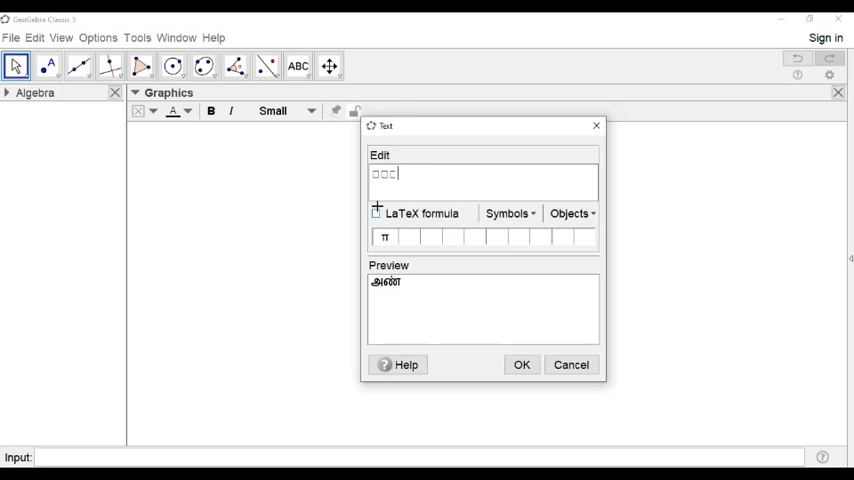 GeoGebra Classic 5
File Edit View Options Tools Window Help
Sign in
ABC
Algebra
Graphics
A B I Small
Text
Edit
LaTeX formula Symbols Objects
π
Preview
அண்
Help OK Cancel
Input: